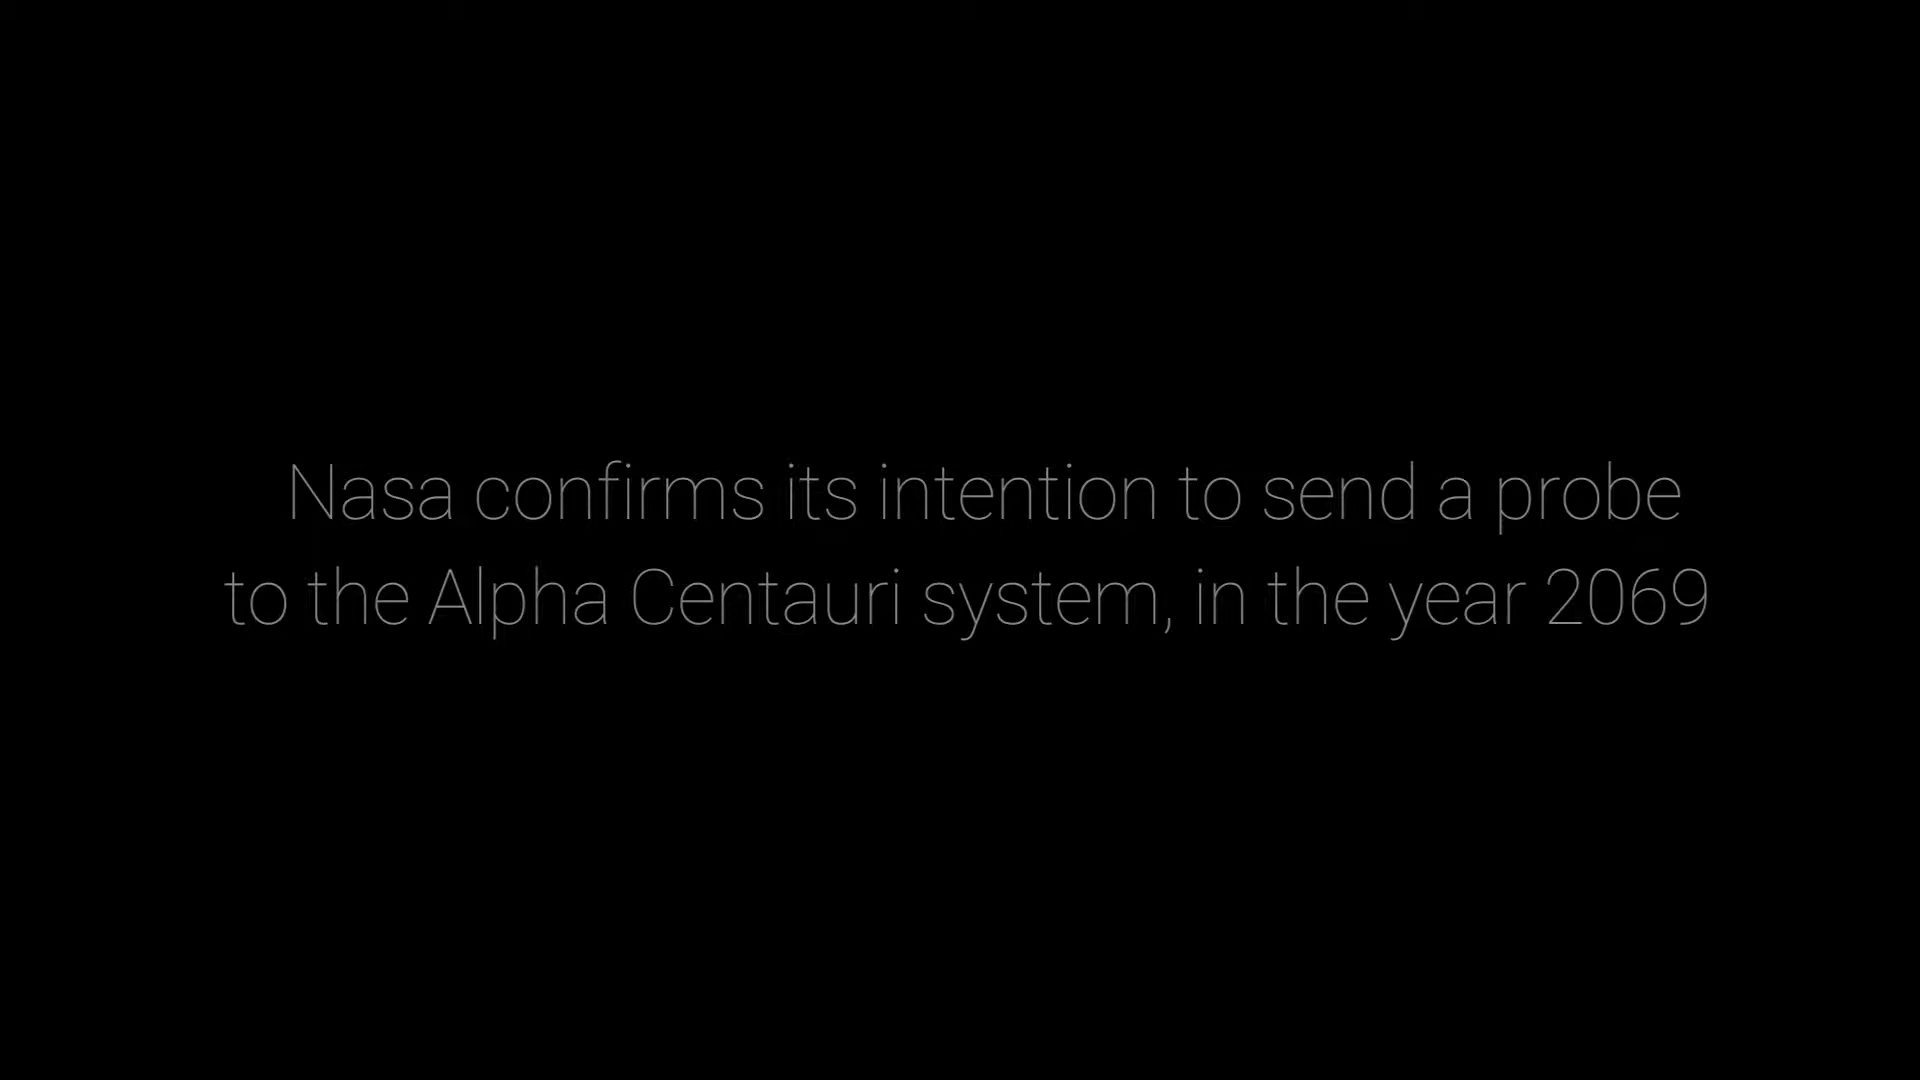 Nasa confirms its intention to send a probe
to the Alpha Centauri system, in the year 2069